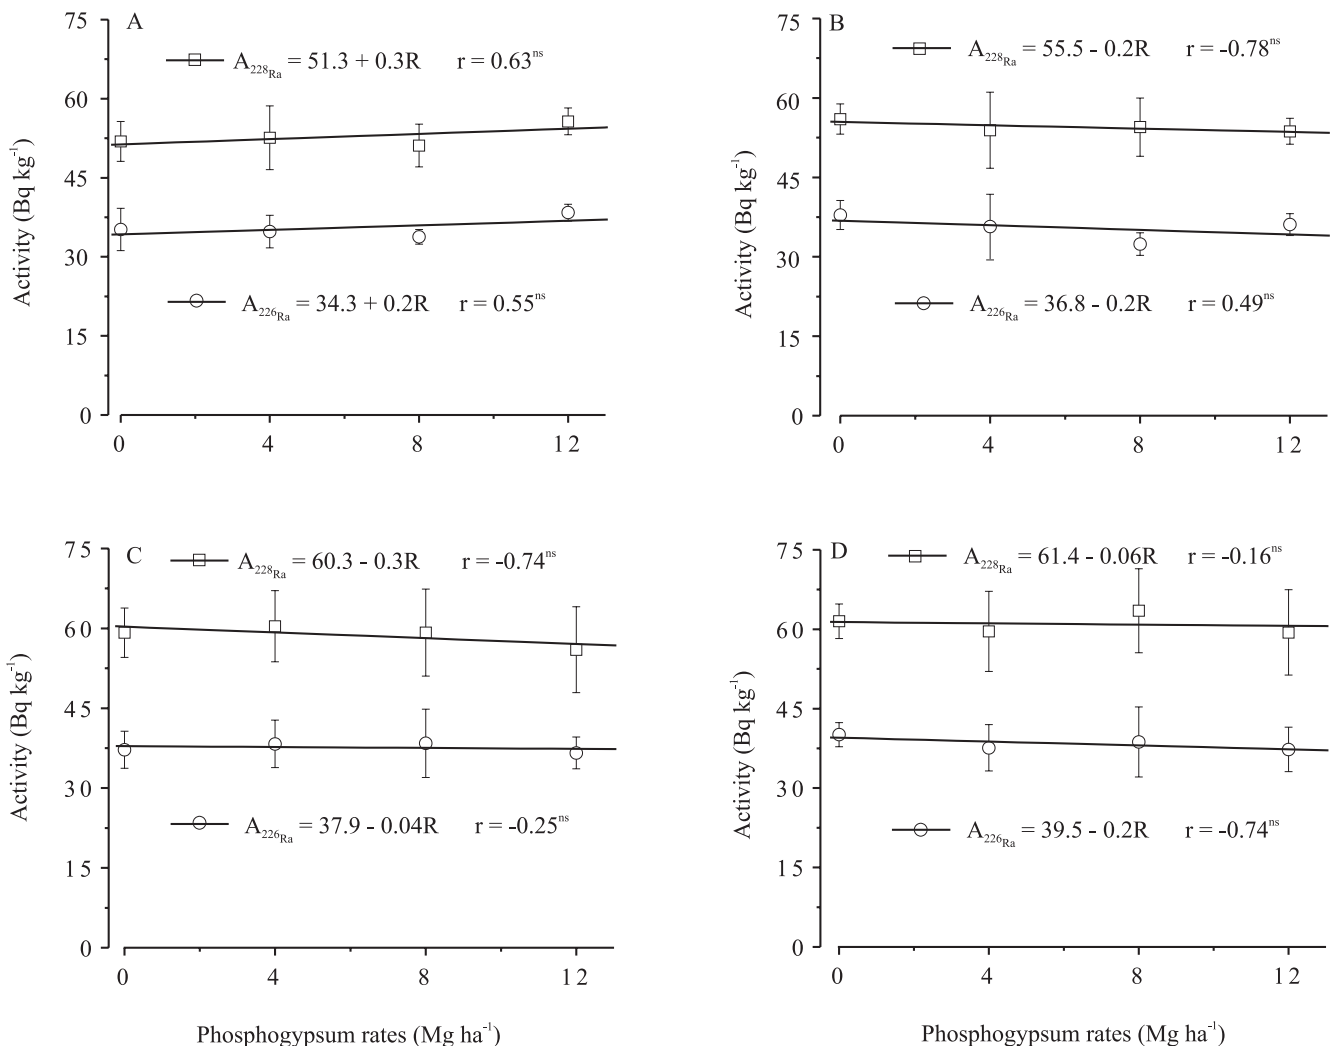 A
A228Ra = 51.3 + 0.3R r = 0.63ns
A226Ra = 34.3 + 0.2R r = 0.55ns
Activity (Bq kg-1)
75
60
45
30
15
0
0 4 8 12
B
A228Ra = 55.5 - 0.2R r = -0.78ns
A226Ra = 36.8 - 0.2R r = 0.49ns
Activity (Bq kg-1)
75
60
45
30
15
0
0 4 8 12
C
A228Ra = 60.3 - 0.3R r = -0.74ns
A226Ra = 37.9 - 0.04R r = -0.25ns
Activity (Bq kg-1)
75
60
45
30
15
0
0 4 8 12
Phosphogypsum rates (Mg ha-1)
D
A228Ra = 61.4 - 0.06R r = -0.16ns
A226Ra = 39.5 - 0.2R r = -0.74ns
Activity (Bq kg-1)
75
60
45
30
15
0
0 4 8 12
Phosphogypsum rates (Mg ha-1)